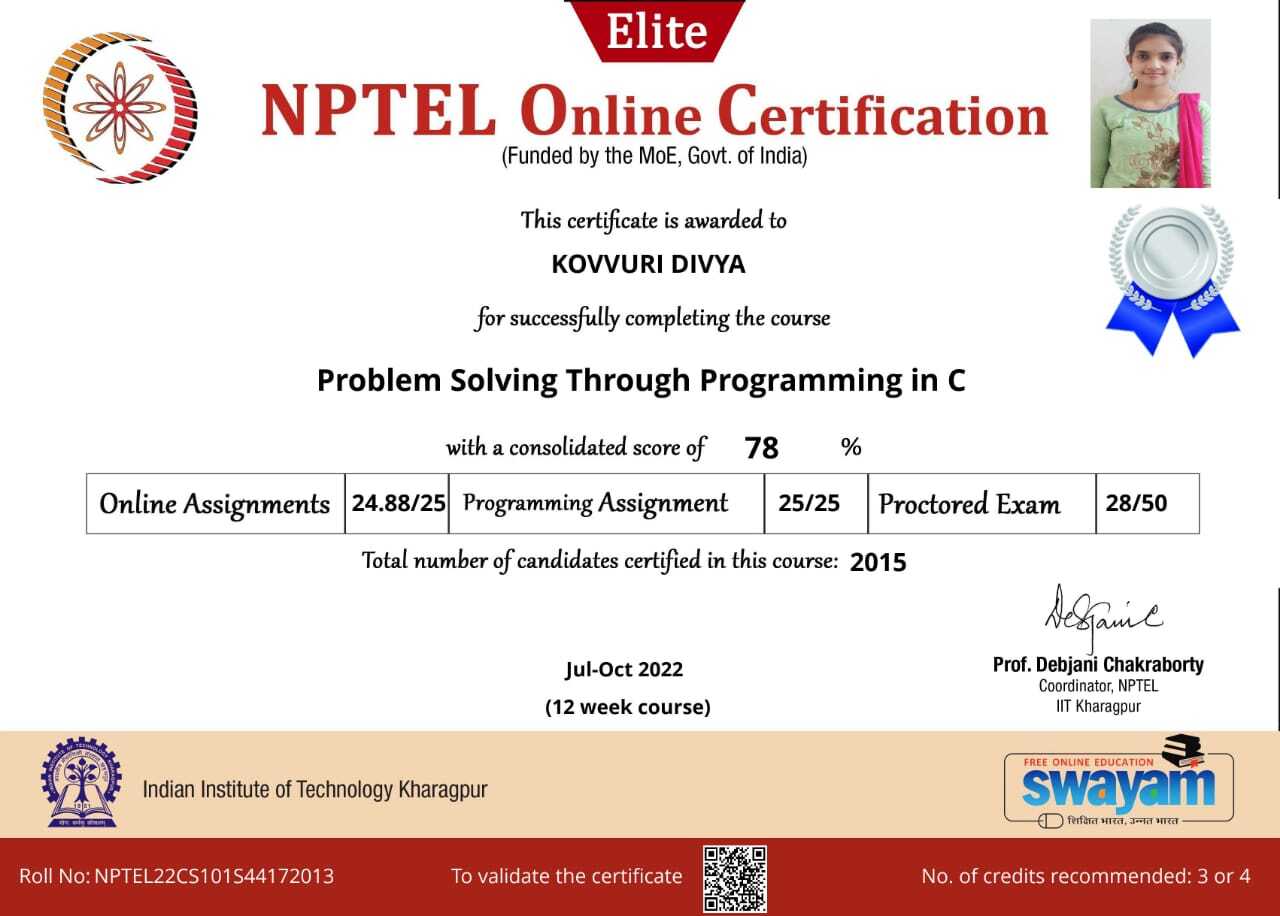 Elite
NPTEL Online Certification
(Funded by the MoE, Govt. of India)
This certificate is awarded to
KOVVURI DIVYA
for successfully completing the course
Problem Solving Through Programming in C
with a consolidated score of 78 %
Online Assignments 24.88/25 Programming Assignment 25/25 Proctored Exam 28/50
Total number of candidates certified in this course: 2015
Jul-Oct 2022
(12 week course)
Prof. Debjani Chakraborty
Coordinator, NPTEL
IIT Kharagpur
Indian Institute of Technology Kharagpur
FREE ONLINE EDUCATION
swayam
शिक्षित भारत, उन्नत भारत
Roll No: NPTEL22CS101S44172013 To validate the certificate No. of credits recommended: 3 or 4